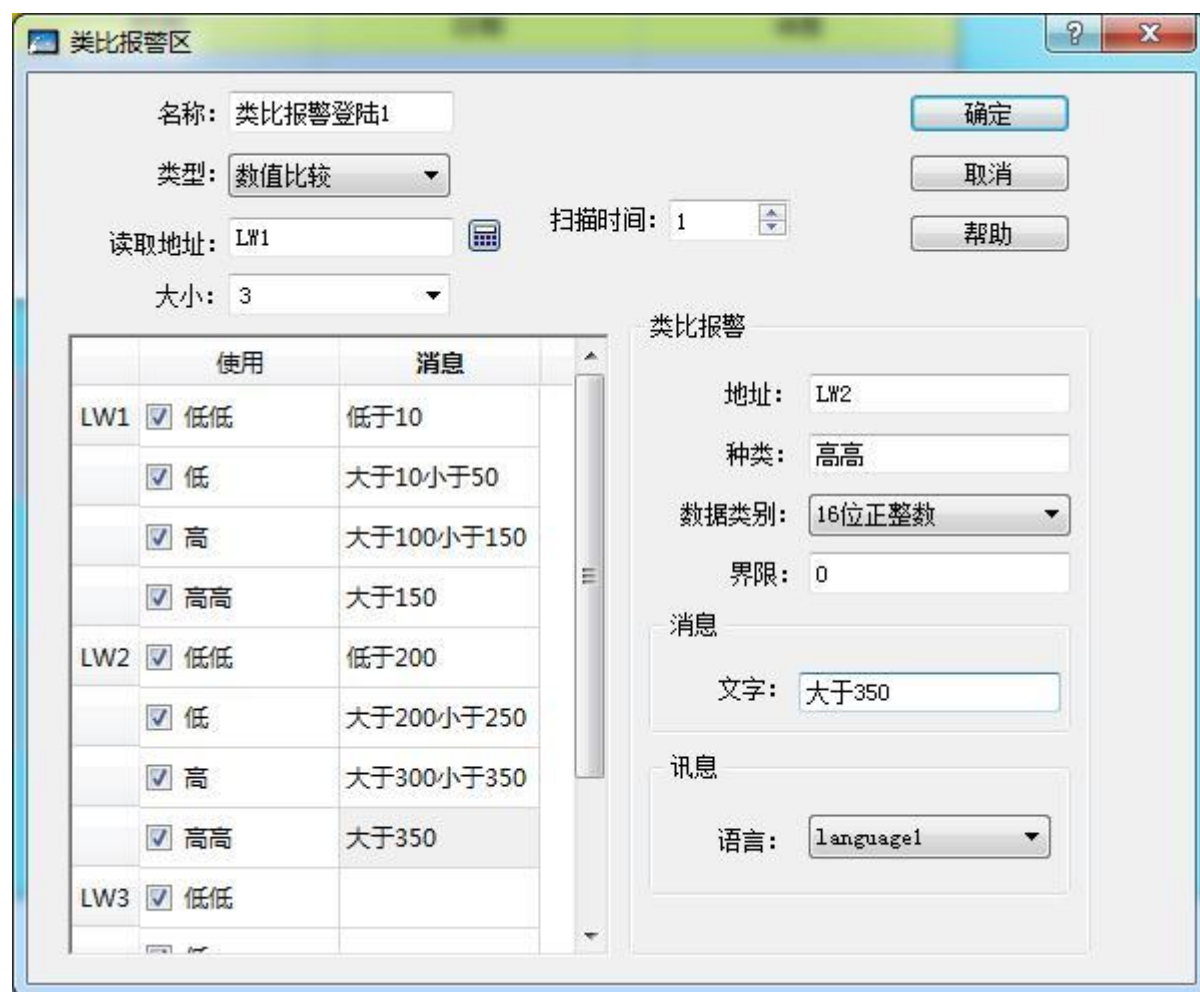 类比报警区
名称: 类比报警登陆1
确定
类型: 数值比较
取消
读取地址: LW1
扫描时间: 1
帮助
大小: 3
使用 消息
LW1 低低 低于10
低 大于10小于50
高 大于100小于150
高高 大于150
LW2 低低 低于200
低 大于200小于250
高 大于300小于350
高高 大于350
LW3 低低
类比报警
地址: LW2
种类: 高高
数据类别: 16位正整数
界限: 0
消息
文字: 大于350
讯息
语言: language1